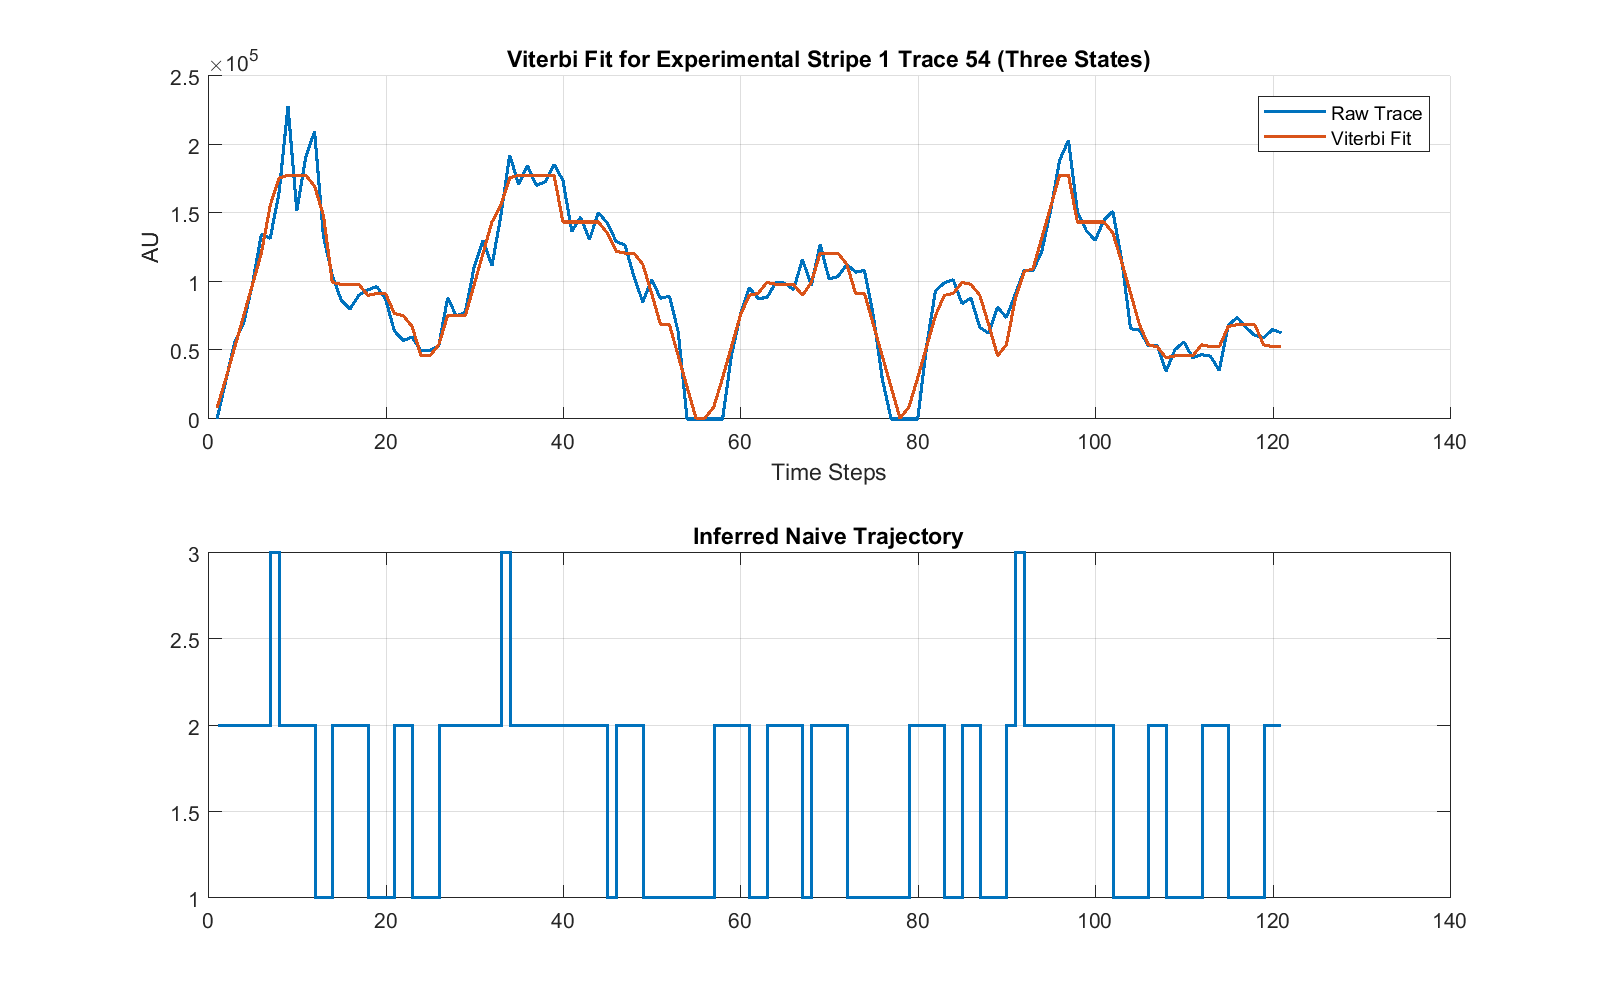 Viterbi Fit for Experimental Stripe 1 Trace 54 (Three States)
×10^5
2.5
2
1.5
1
0.5
0
AU
Raw Trace
Viterbi Fit
0 20 40 60 80 100 120 140
Time Steps
Inferred Naive Trajectory
3
2.5
2
1.5
1
0 20 40 60 80 100 120 140